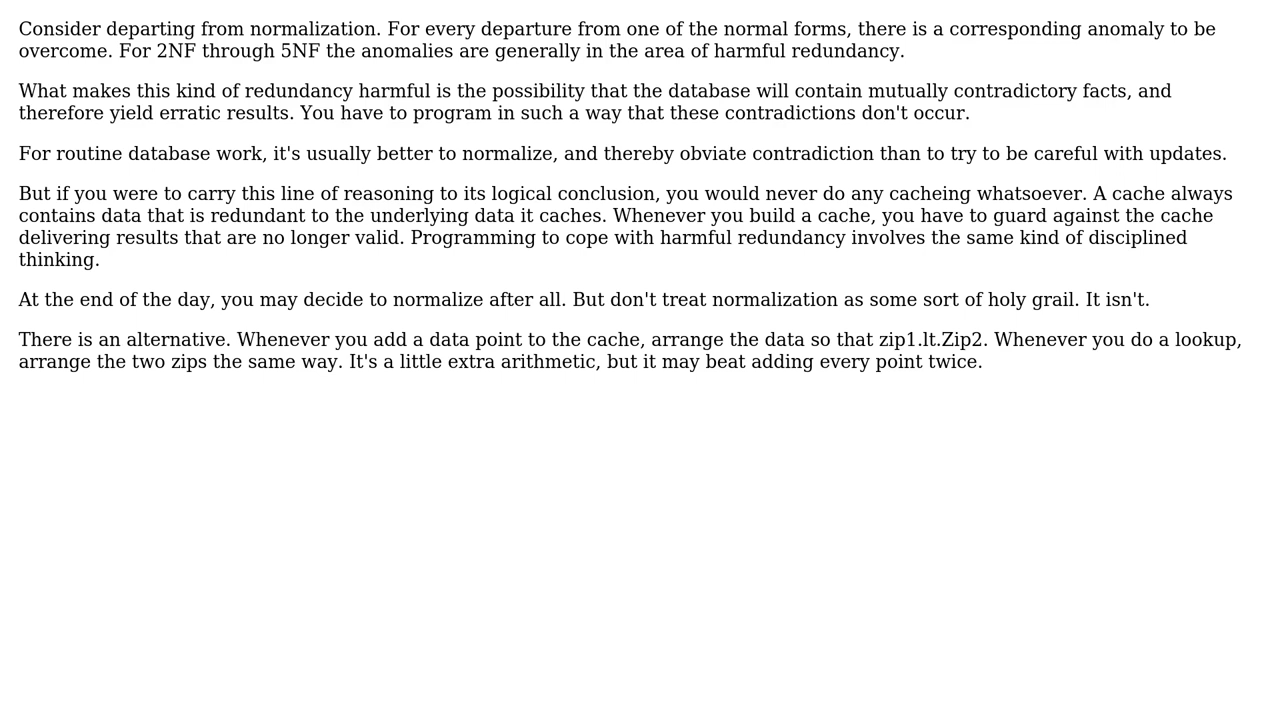 Consider departing from normalization. For every departure from one of the normal forms, there is a corresponding anomaly to be
overcome. For 2NF through 5NF the anomalies are generally in the area of harmful redundancy.
What makes this kind of redundancy harmful is the possibility that the database will contain mutually contradictory facts, and
therefore yield erratic results. You have to program in such a way that these contradictions don't occur.
For routine database work, it's usually better to normalize, and thereby obviate contradiction than to try to be careful with updates.
But if you were to carry this line of reasoning to its logical conclusion, you would never do any cacheing whatsoever. A cache always
contains data that is redundant to the underlying data it caches. Whenever you build a cache, you have to guard against the cache
delivering results that are no longer valid. Programming to cope with harmful redundancy involves the same kind of disciplined
thinking.
At the end of the day, you may decide to normalize after all. But don't treat normalization as some sort of holy grail. It isn't.
There is an alternative. Whenever you add a data point to the cache, arrange the data so that zip1.lt.Zip2. Whenever you do a lookup,
arrange the two zips the same way. It's a little extra arithmetic, but it may beat adding every point twice.